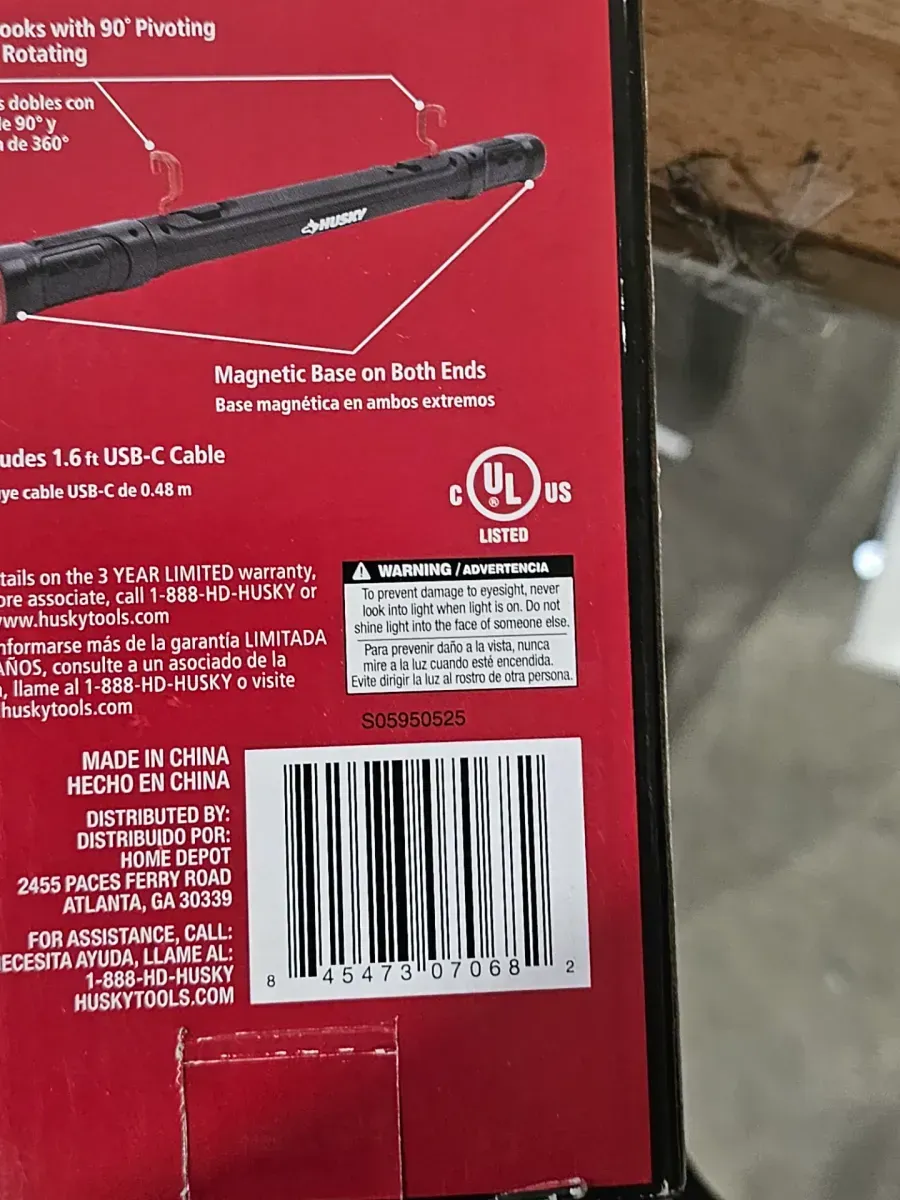 ooks with 90° Pivoting
Rotating
s dobles con
de 90° y
n de 360°
HUSKY
Magnetic Base on Both Ends
Base magnética en ambos extremos
udes 1.6 ft USB-C Cable
ye cable USB-C de 0.48 m
C UL ® US
LISTED
tails on the 3 YEAR LIMITED warranty,
ore associate, call 1-888-HD-HUSKY or
ww.huskytools.com
nformarse más de la garantía LIMITADA
AÑOS, consulte a un asociado de la
, llame al 1-888-HD-HUSKY o visite
huskytools.com
WARNING / ADVERTENCIA
To prevent damage to eyesight, never
look into light when light is on. Do not
shine light into the face of someone else.
Para prevenir daño a la vista, nunca
mire a la luz cuando esté encendida.
Evite dirigir la luz al rostro de otra persona.
S05950525
MADE IN CHINA
HECHO EN CHINA
DISTRIBUTED BY:
DISTRIBUIDO POR:
HOME DEPOT
2455 PACES FERRY ROAD
ATLANTA, GA 30339
FOR ASSISTANCE, CALL:
ECESITA AYUDA, LLAME AL:
1-888-HD-HUSKY
HUSKYTOOLS.COM
8 45473 07068 2